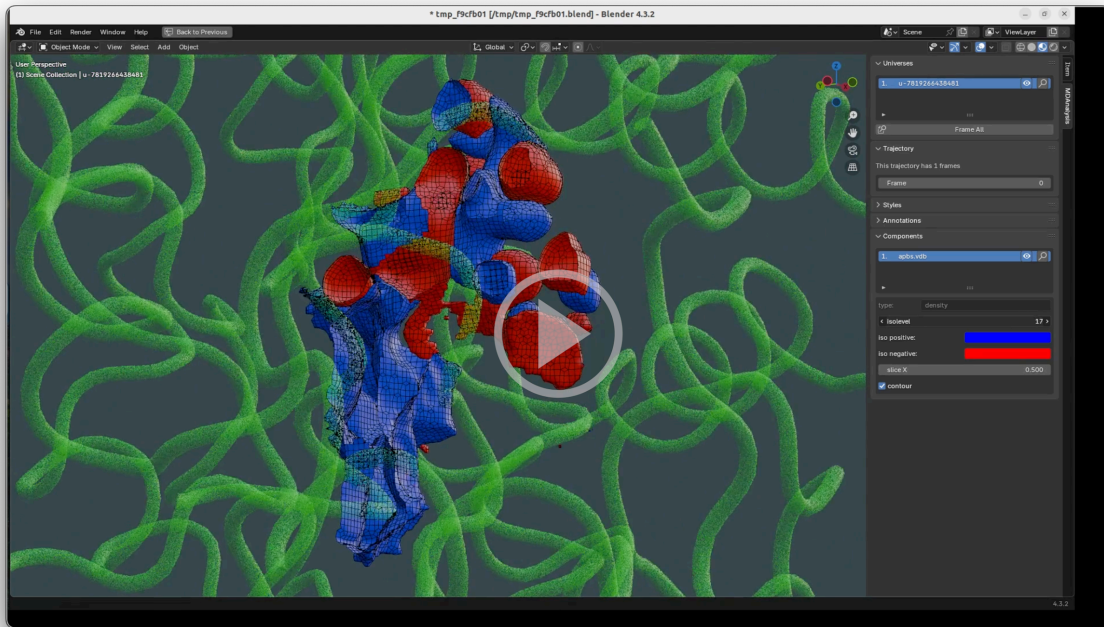 * tmp_f9cfb01 [/tmp/tmp_f9cfb01.blend] - Blender 4.3.2
File Edit Render Window Help Back to Previous Scene ViewLayer
Object Mode View Select Add Object Global
User Perspective
(1) Scene Collection | u-7819266438481
Z
Y
X
Item
MDAnalysis
Universes
1. u-7819266438481
Frame All
Trajectory
This trajectory has 1 frames
Frame 0
Styles
Annotations
Components
1. apbs.vdb
type: density
Isolevel 17
iso positive:
iso negative:
slice X 0.500
contour
4.3.2